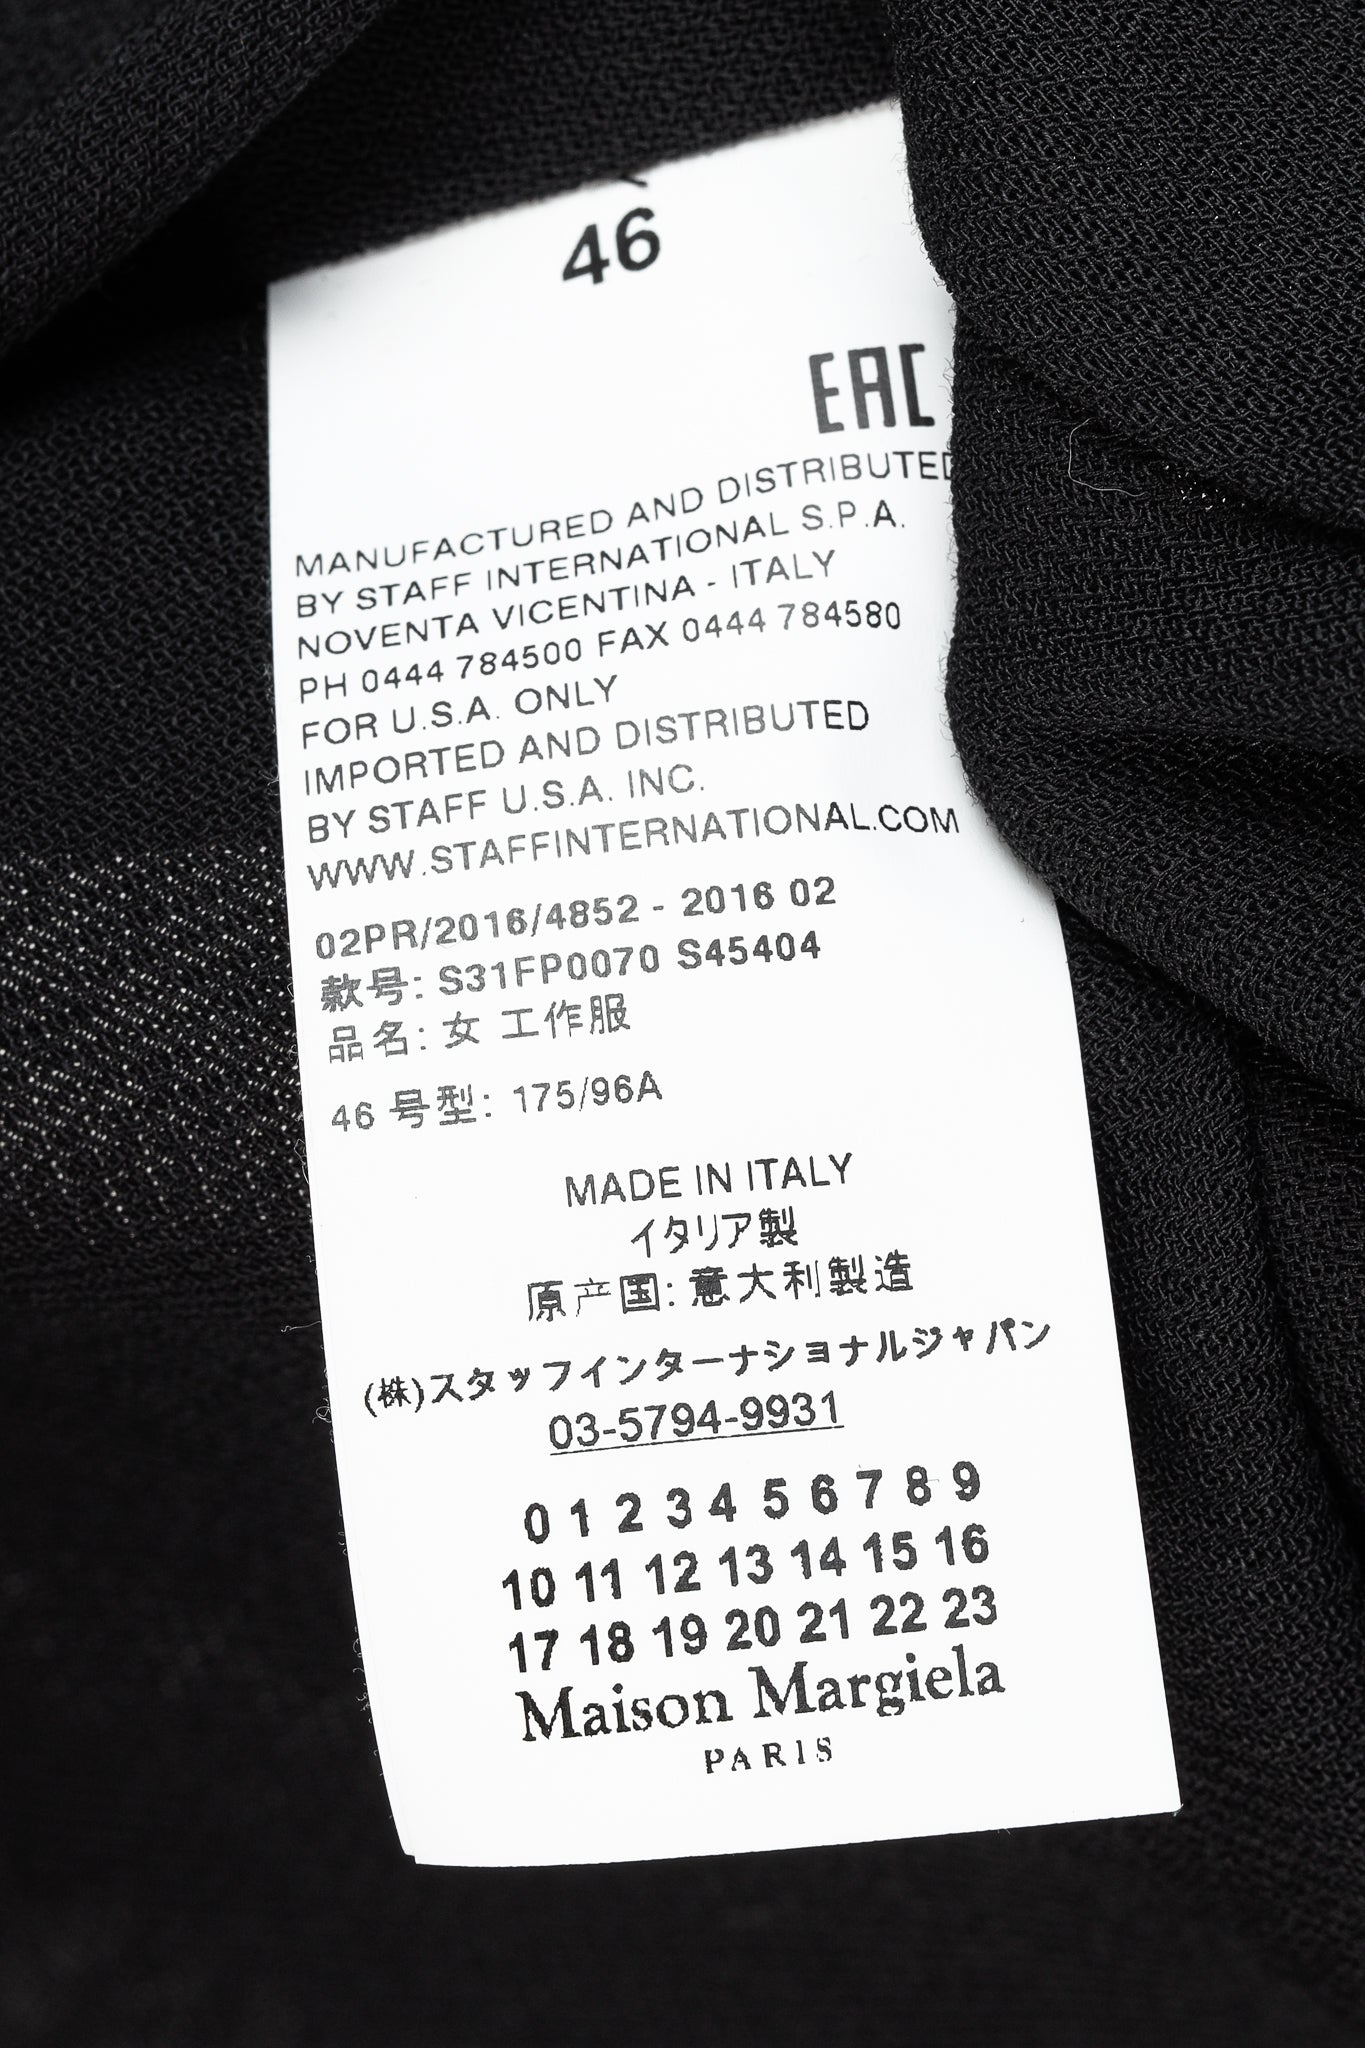 46
EAC
MANUFACTURED AND DISTRIBUTED
BY STAFF INTERNATIONAL S.P.A.
NOVENTA VICENTINA - ITALY
PH 0444 784500 FAX 0444 784580
FOR U.S.A. ONLY
IMPORTED AND DISTRIBUTED
BY STAFF U.S.A. INC.
WWW.STAFFINTERNATIONAL.COM
02PR/2016/4852 - 2016 02
款号: S31FP0070 S45404
品名: 女 工作服
46 号型: 175/96A
MADE IN ITALY
イタリア製
原产国: 意大利製造
(株)スタッフインターナショナルジャパン
03-5794-9931
0 1 2 3 4 5 6 7 8 9
10 11 12 13 14 15 16
17 18 19 20 21 22 23
Maison Margiela
PARIS